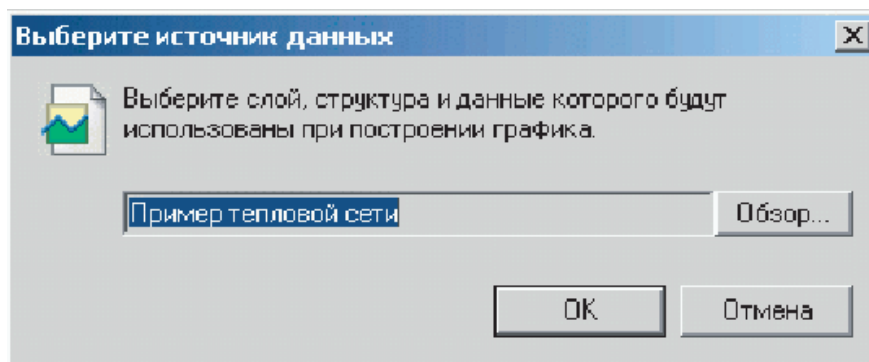 Выберите источник данных
Выберите слой, структура и данные которого будут
использованы при построении графика.
Пример тепловой сети
Обзор...
OK
Отмена